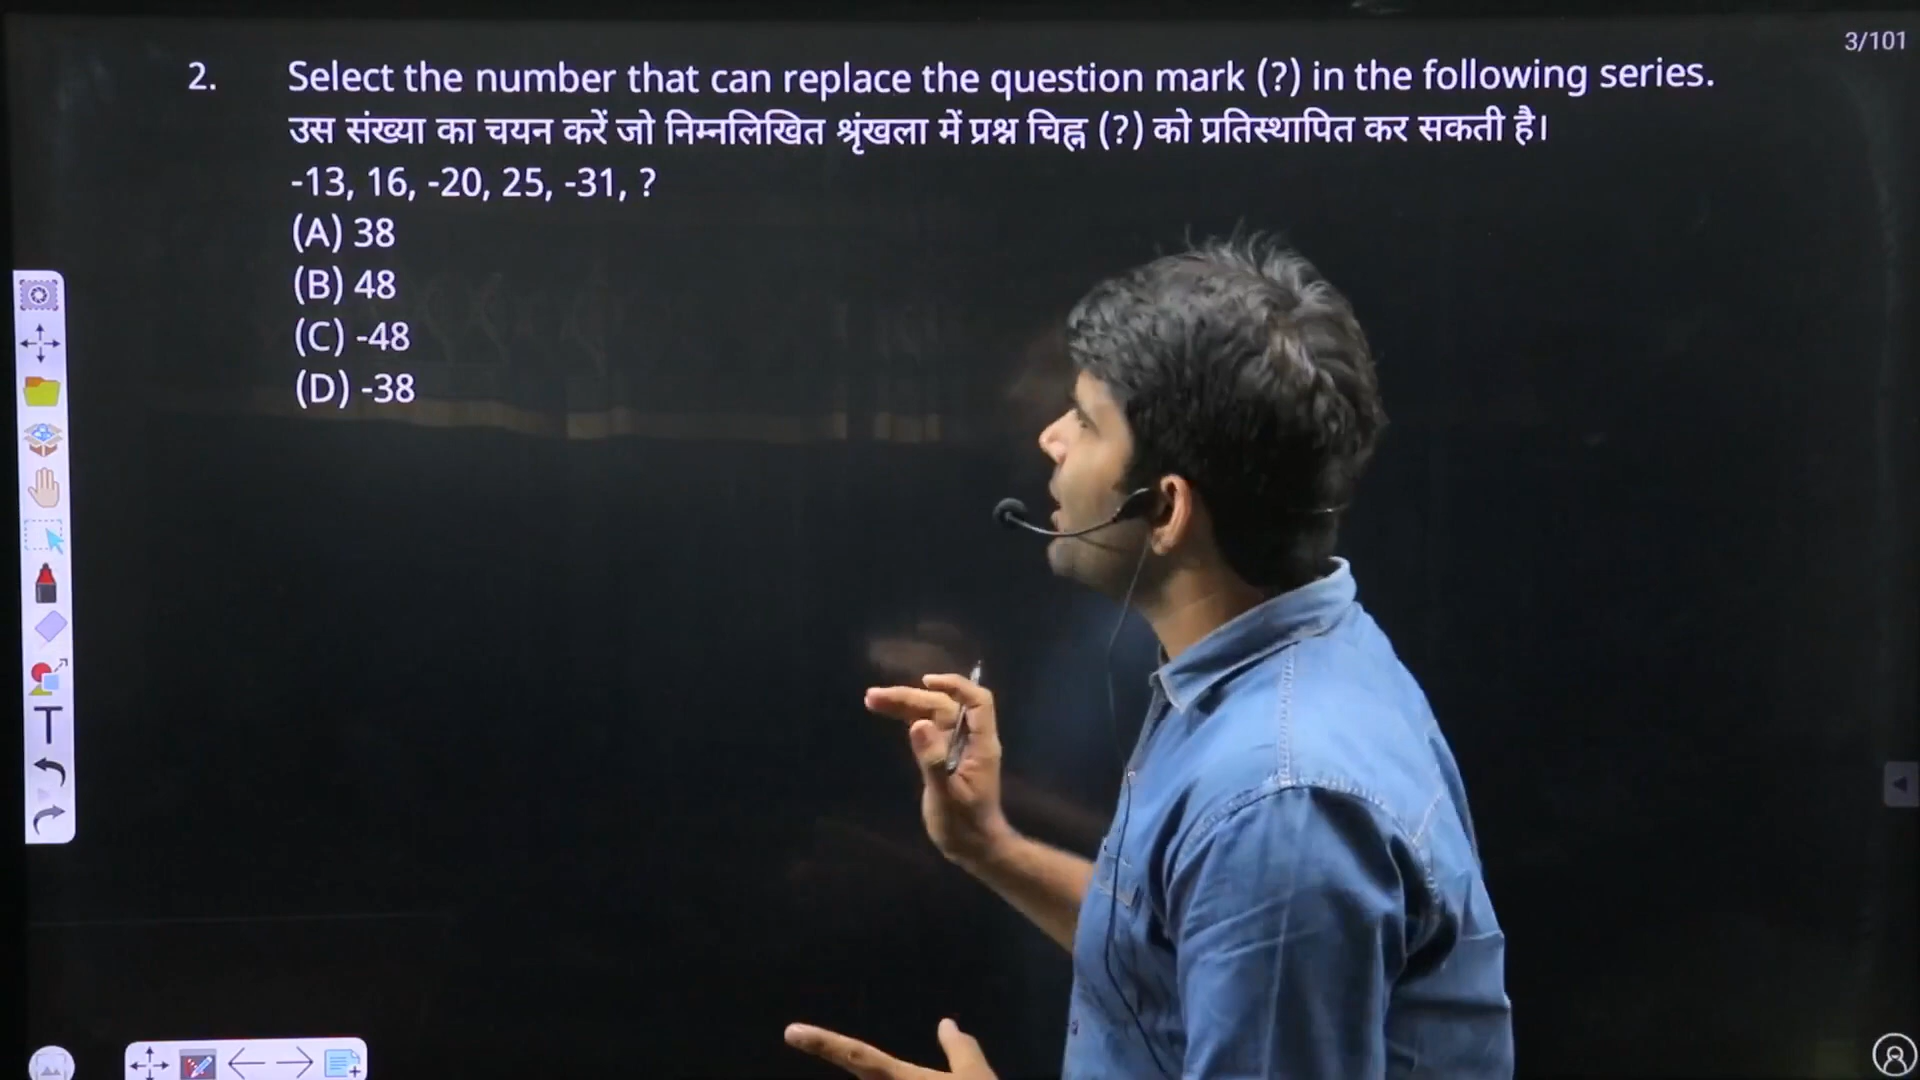 3/101
2. Select the number that can replace the question mark (?) in the following series.
उस संख्या का चयन करें जो निम्नलिखित श्रृंखला में प्रश्न चिह्न (?) को प्रतिस्थापित कर सकती है।
-13, 16, -20, 25, -31, ?
(A) 38
(B) 48
(C) -48
(D) -38
T